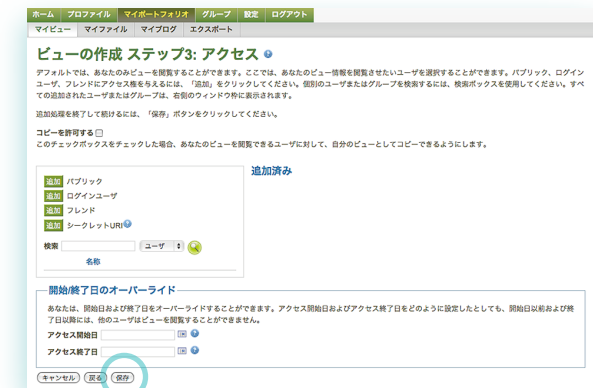 ホーム プロファイル マイポートフォリオ グループ 設定 ログアウト
マイビュー マイファイル マイブログ エクスポート
ビューの作成 ステップ3: アクセス
デフォルトでは、あなたのみビューを閲覧することができます。ここでは、あなたのビュー情報を閲覧させたいユーザを選択することができます。パブリック、ログイン
ユーザ、フレンドにアクセス権を与えるには、「追加」をクリックしてください。個別のユーザまたはグループを検索するには、検索ボックスを使用してください。すべ
ての追加されたユーザまたはグループは、右側のウィンドウ枠に表示されます。
追加処理を終了して続けるには、「保存」ボタンをクリックしてください。
コピーを許可する
このチェックボックスをチェックした場合、あなたのビューを閲覧できるユーザに対して、自分のビューとしてコピーできるようにします。
追加済み
追加 パブリック
追加 ログインユーザ
追加 フレンド
追加 シークレットURI
検索 ユーザ
名称
開始/終了日のオーバーライド
あなたは、開始日および終了日をオーバーライドすることができます。アクセス開始日およびアクセス終了日をどのように設定したとしても、開始日以前および終
了日以降には、他のユーザはビューを閲覧することができません。
アクセス開始日
アクセス終了日
キャンセル 戻る 保存